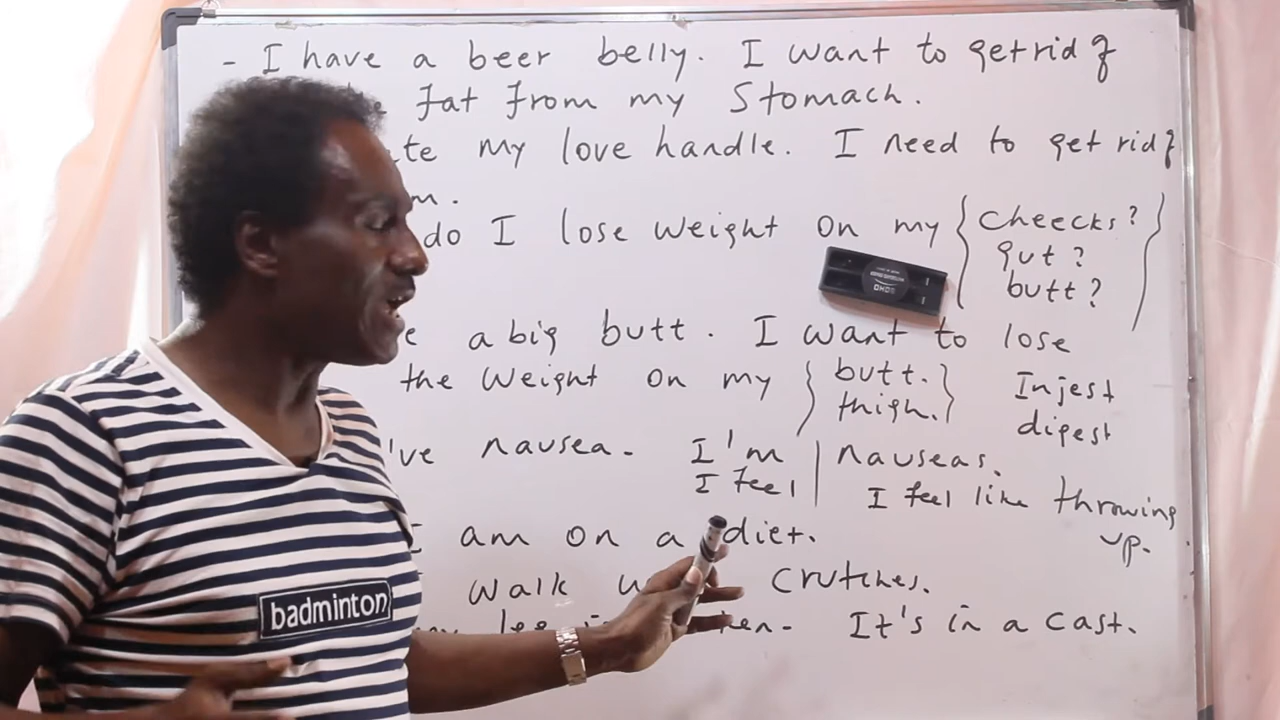 - I have a beer belly. I want to get rid of
fat from my stomach.
te my love handle. I need to get rid of
m.
do I lose weight on my { cheecks? }
gut?
butt?
e a big butt. I want to lose
the weight on my { butt. }
thigh.
Injest
digest
've nausea. I'm
I feel
nauseas.
I feel like throwing
up.
I am on a diet.
walk crutches.
It's in a cast.
badminton